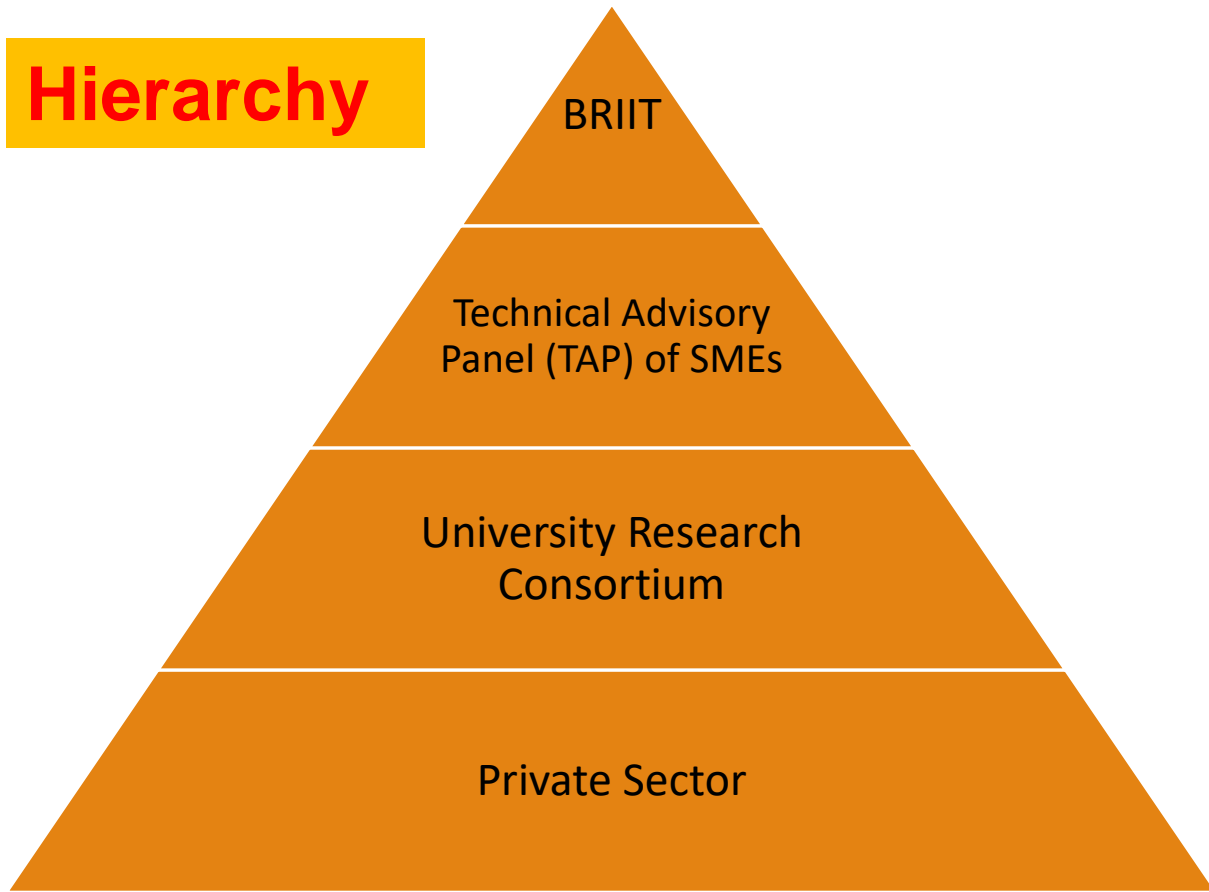 Hierarchy
BRIIT
Technical Advisory
Panel (TAP) of SMEs
University Research
Consortium
Private Sector